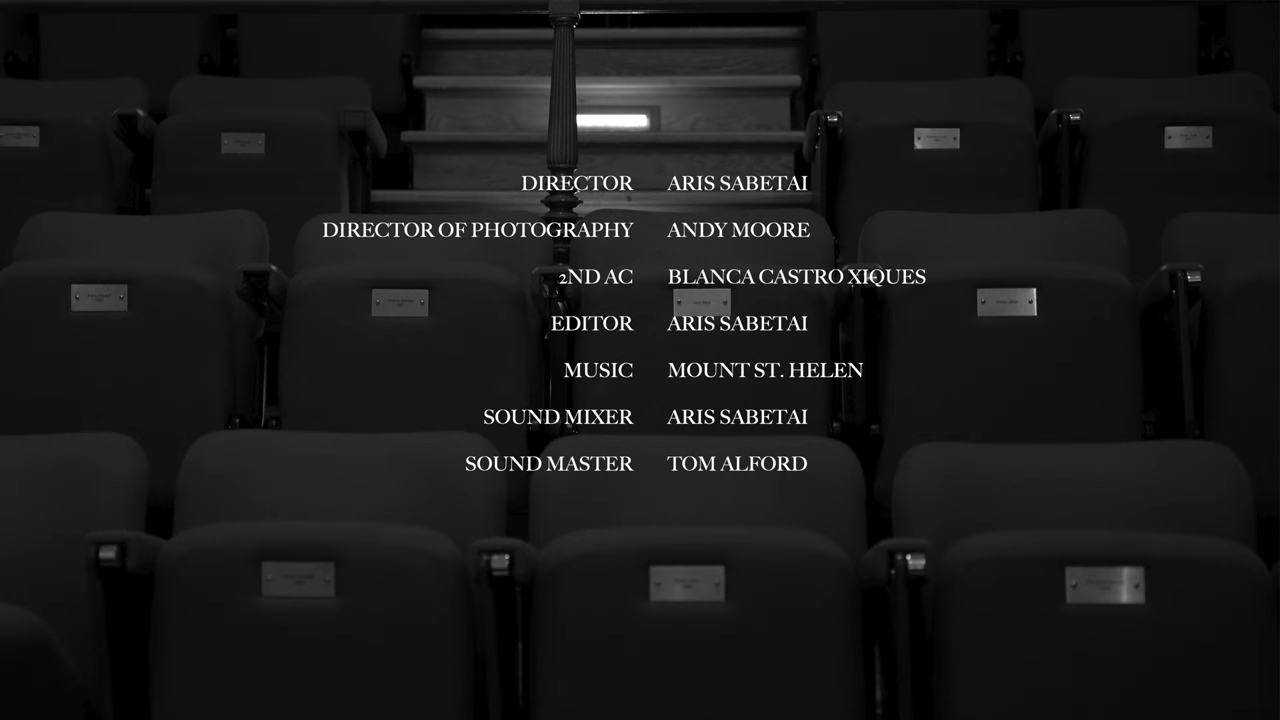 DIRECTOR ARIS SABETAI
DIRECTOR OF PHOTOGRAPHY ANDY MOORE
2ND AC BLANCA CASTRO XIQUES
EDITOR ARIS SABETAI
MUSIC MOUNT ST. HELEN
SOUND MIXER ARIS SABETAI
SOUND MASTER TOM ALFORD